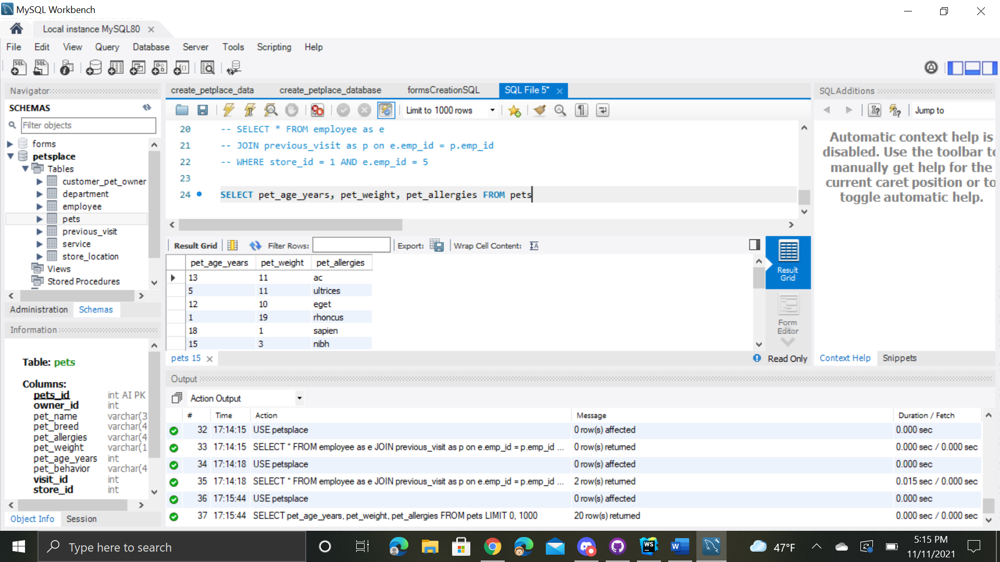 MySQL Workbench
Local instance MySQL80
File Edit View Query Database Server Tools Scripting Help
Navigator
SCHEMAS
Filter objects
forms
petsplace
Tables
customer_pet_owner
department
employee
pets
previous_visit
service
store_location
Views
Stored Procedures
Administration Schemas
Information
Table: pets
Columns:
pets_id int AI PK
owner_id int
pet_name varchar(3
pet_breed varchar(4
pet_allergies varchar(4
pet_weight varchar(1
pet_age_years int
pet_behavior varchar(4
visit_id int
store_id int
Object Info Session
create_petplace_data create_petplace_database formsCreationSQL SQL File 5*
Limit to 1000 rows
20 -- SELECT * FROM employee as e
21 -- JOIN previous_visit as p on e.emp_id = p.emp_id
22 -- WHERE store_id = 1 AND e.emp_id = 5
23
24 SELECT pet_age_years, pet_weight, pet_allergies FROM pets
Result Grid Filter Rows: Export: Wrap Cell Content:
pet_age_years pet_weight pet_allergies
13 11 ac
5 11 ultrices
12 10 eget
1 19 rhoncus
18 1 sapien
15 3 nibh
Result
Grid
Form
Editor
pets 15
Read Only
SQLAdditions
Jump to
Automatic context help is
disabled. Use the toolbar to
manually get help for the
current caret position or to
toggle automatic help.
Context Help Snippets
Output
Action Output
# Time Action Message Duration / Fetch
32 17:14:15 USE petsplace 0 row(s) affected 0.000 sec
33 17:14:15 SELECT * FROM employee as e JOIN previous_visit as p on e.emp_id = p.emp_id ... 0 row(s) returned 0.000 sec / 0.000 sec
34 17:14:18 USE petsplace 0 row(s) affected 0.000 sec
35 17:14:18 SELECT * FROM employee as e JOIN previous_visit as p on e.emp_id = p.emp_id ... 2 row(s) returned 0.015 sec / 0.000 sec
36 17:15:44 USE petsplace 0 row(s) affected 0.000 sec
37 17:15:44 SELECT pet_age_years, pet_weight, pet_allergies FROM pets LIMIT 0, 1000 20 row(s) returned 0.000 sec / 0.000 sec
Type here to search
47°F
5:15 PM
11/11/2021